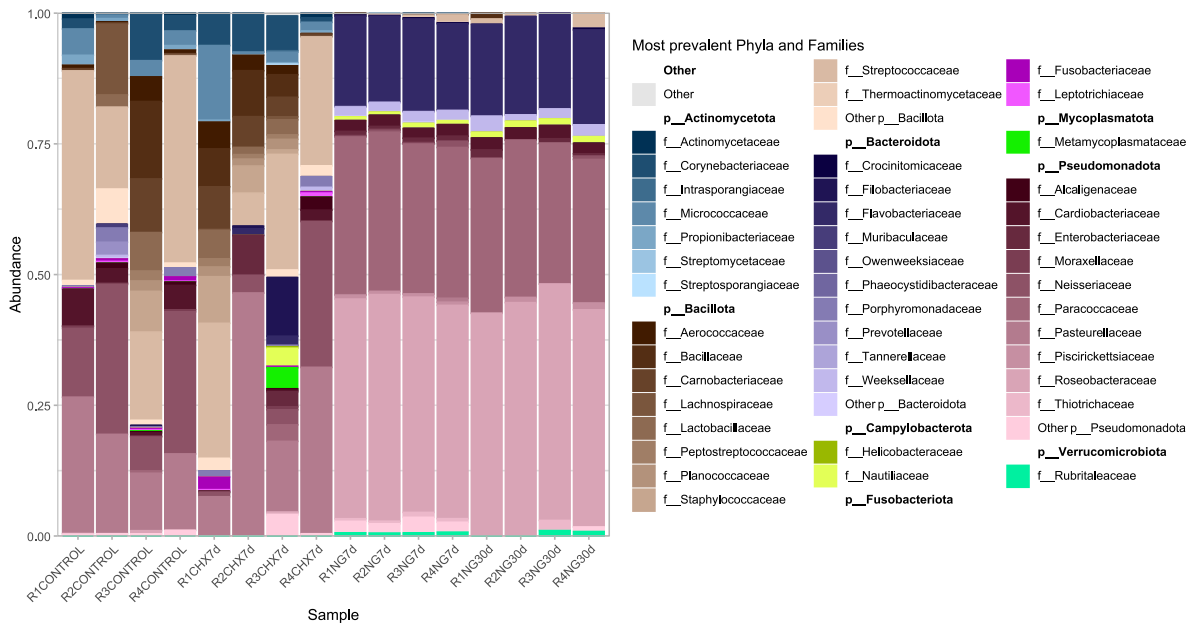 1.00
0.75
0.50
0.25
0.00
Abundance
R1CONTROL
R2CONTROL
R3CONTROL
R4CONTROL
R1CHX7d
R2CHX7d
R3CHX7d
R4CHX7d
R1NG7d
R2NG7d
R3NG7d
R4NG7d
R1NG30d
R2NG30d
R3NG30d
R4NG30d
Sample
Most prevalent Phyla and Families
Other
Other
p__Actinomycetota
f__Actinomycetaceae
f__Corynebacteriaceae
f__Intrasporangiaceae
f__Micrococcaceae
f__Propionibacteriaceae
f__Streptomycetaceae
f__Streptosporangiaceae
p__Bacillota
f__Aerococcaceae
f__Bacillaceae
f__Carnobacteriaceae
f__Lachnospiraceae
f__Lactobacillaceae
f__Peptostreptococcaceae
f__Planococcaceae
f__Staphylococcaceae
f__Streptococcaceae
f__Thermoactinomycetaceae
Other p__Bacillota
p__Bacteroidota
f__Crocinitomicaceae
f__Filobacteriaceae
f__Flavobacteriaceae
f__Muribaculaceae
f__Owenweeksiaceae
f__Phaeocystidibacteraceae
f__Porphyromonadaceae
f__Prevotellaceae
f__Tannerellaceae
f__Weeksellaceae
Other p__Bacteroidota
p__Campylobacterota
f__Helicobacteraceae
f__Nautiliaceae
p__Fusobacteriota
f__Fusobacteriaceae
f__Leptotrichiaceae
p__Mycoplasmatota
f__Metamycoplasmataceae
p__Pseudomonadota
f__Alcaligenaceae
f__Cardiobacteriaceae
f__Enterobacteriaceae
f__Moraxellaceae
f__Neisseriaceae
f__Paracoccaceae
f__Pasteurellaceae
f__Piscirickettsiaceae
f__Roseobacteraceae
f__Thiotrichaceae
Other p__Pseudomonadota
p__Verrucomicrobiota
f__Rubritaleaceae